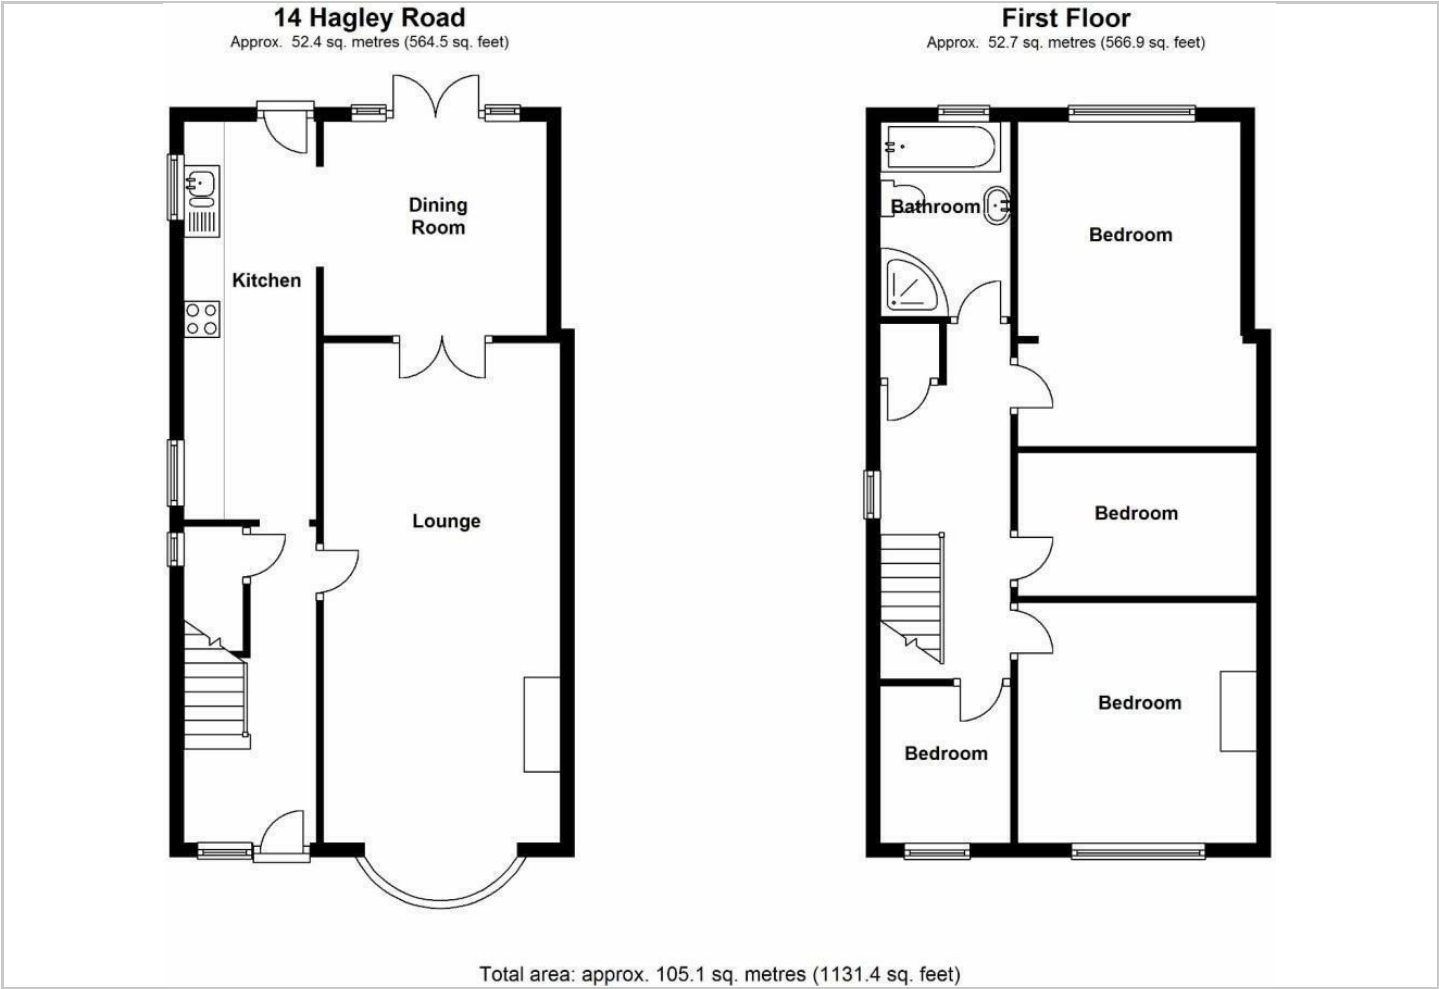 14 Hagley Road
Approx. 52.4 sq. metres (564.5 sq. feet)
Dining
Room
Kitchen
Lounge
First Floor
Approx. 52.7 sq. metres (566.9 sq. feet)
Bathroom
Bedroom
Bedroom
Bedroom
Bedroom
Total area: approx. 105.1 sq. metres (1131.4 sq. feet)